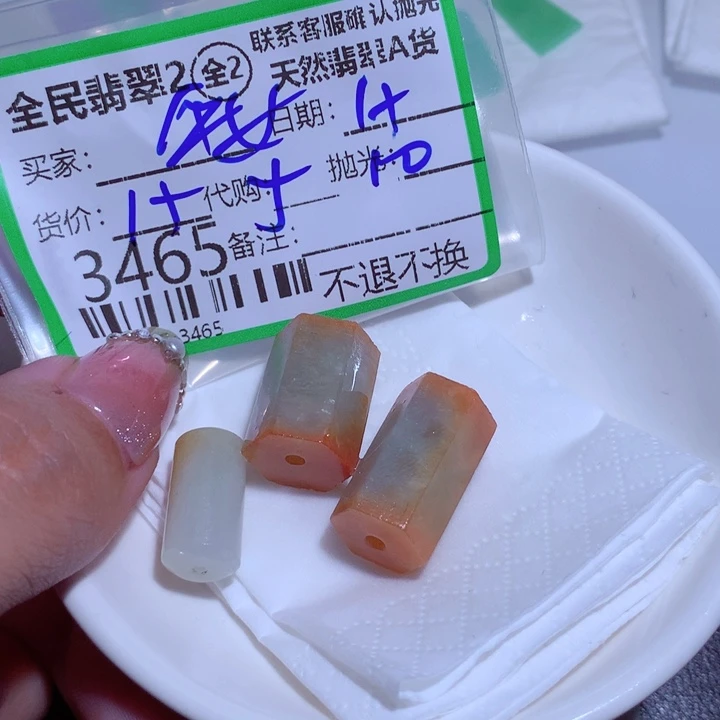 联系客服确认抛光
全民翡翠2 全2 天然翡翠A货
买家： 日期：
货价： 代购： 抛光： 10
3465 备注：
不退不换
3465